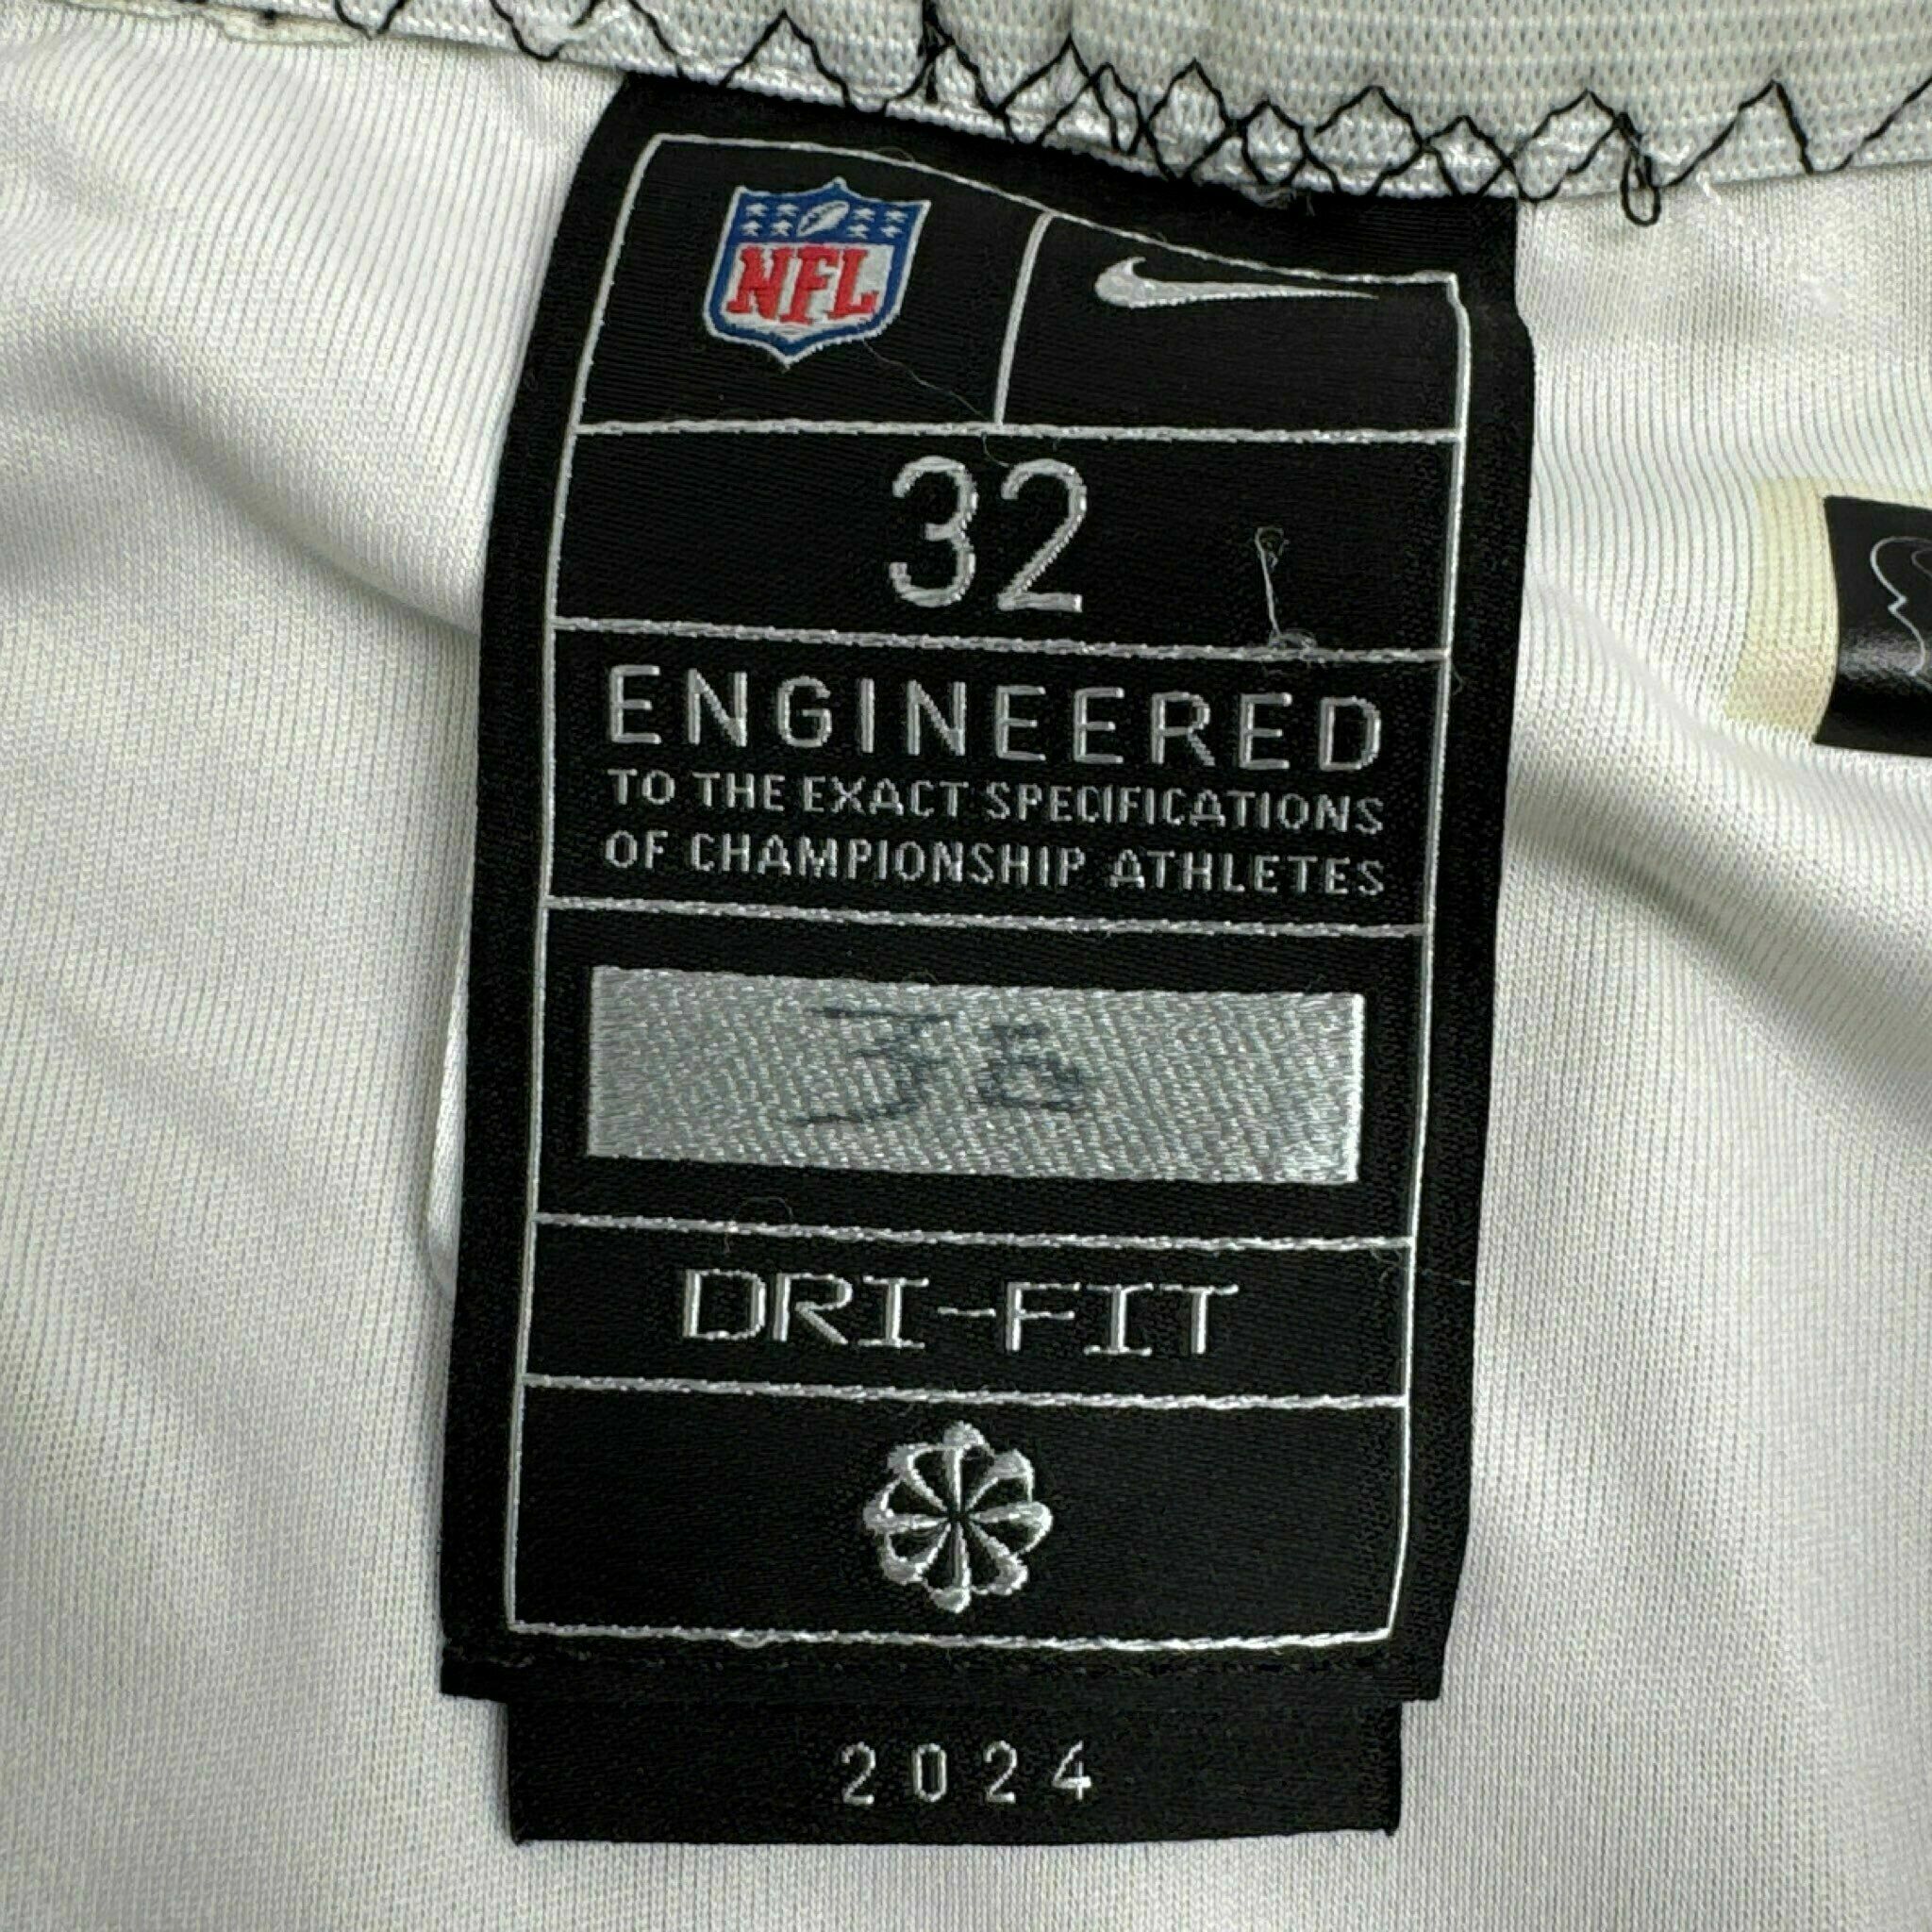 NFL
32
ENGINEERED
TO THE EXACT SPECIFICATIONS
OF CHAMPIONSHIP ATHLETES
DRI-FIT
2024